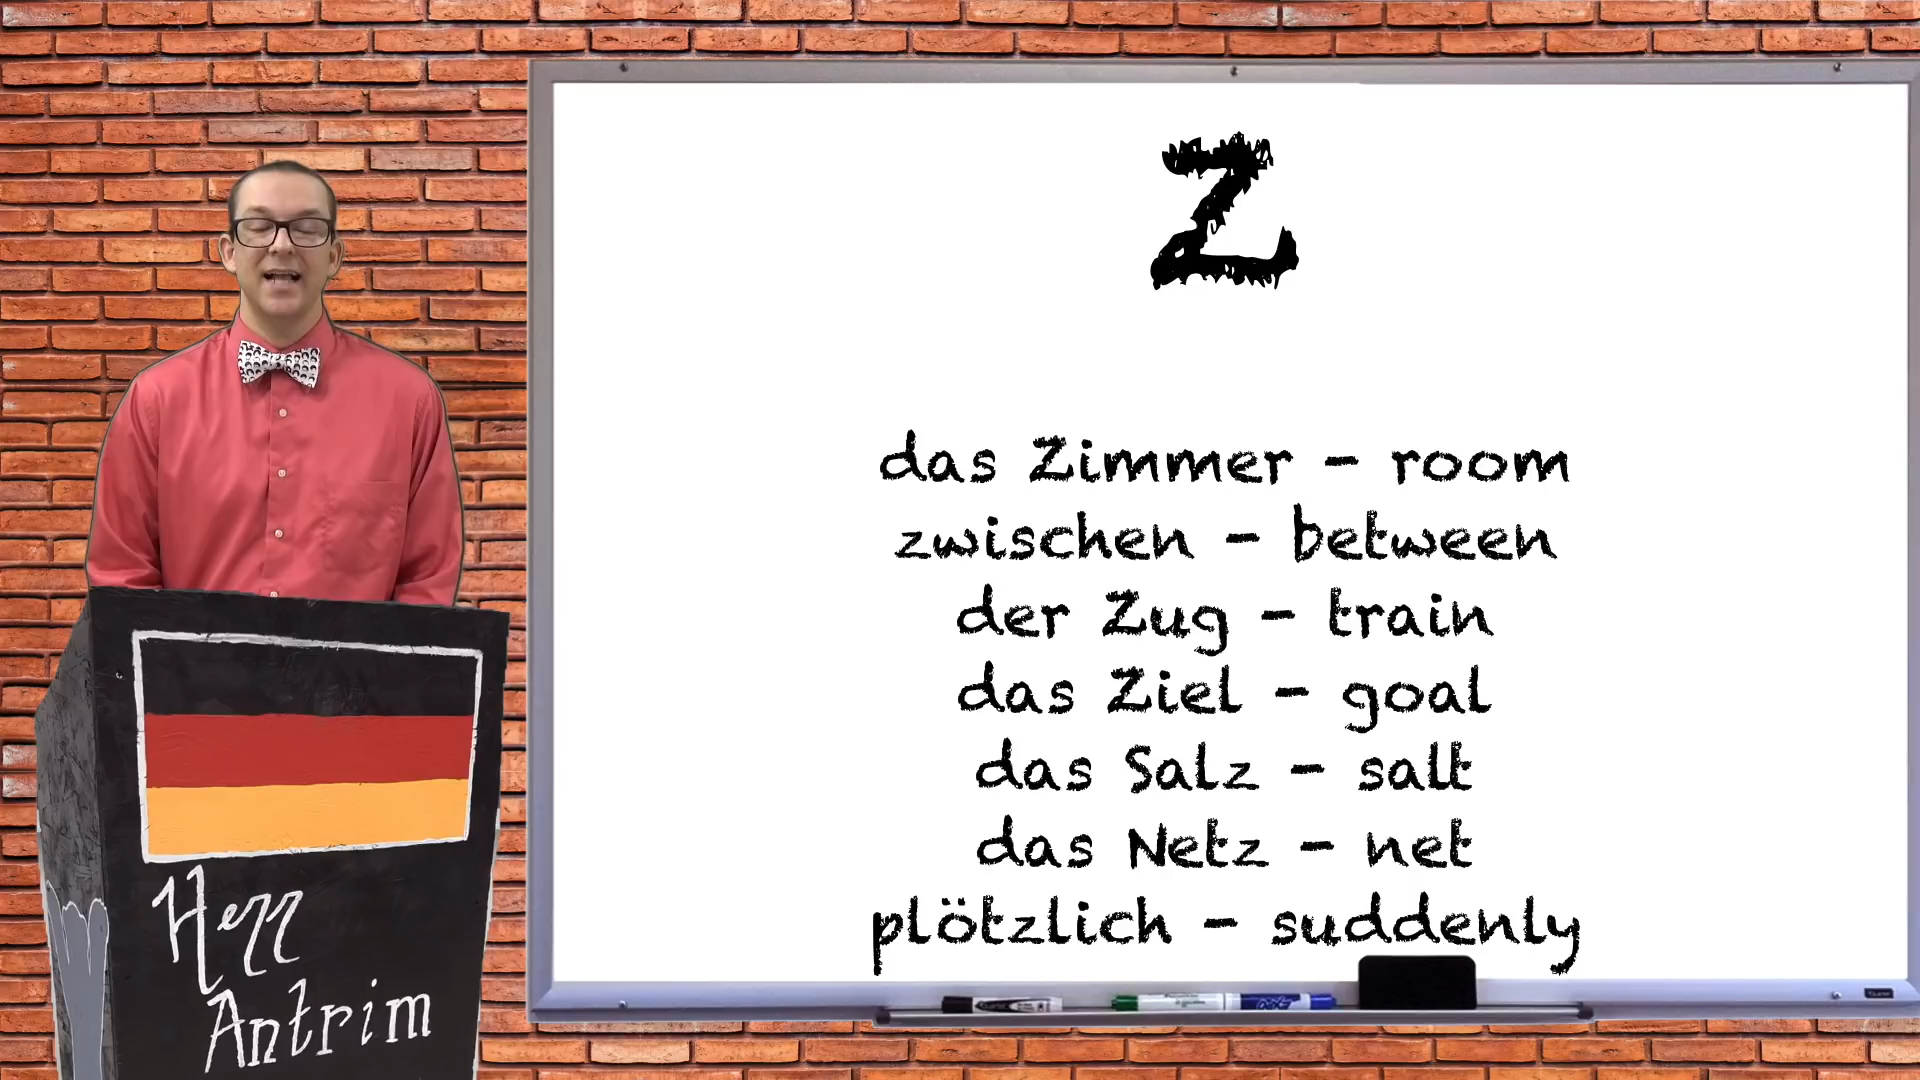 Z
das Zimmer - room
zwischen - between
der Zug - train
das Ziel - goal
das Salz - salt
das Netz - net
plötzlich - suddenly
Herr
Antrim